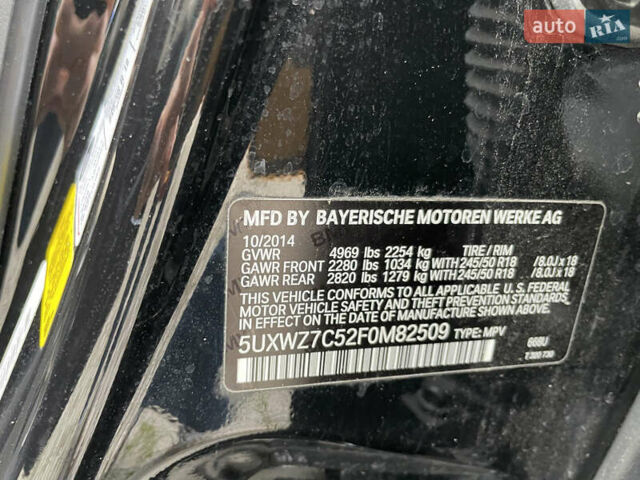 auto RIA
.com
MFD BY BAYERISCHE MOTOREN WERKE AG
10/2014
GVWR 4969 lbs 2254 kg TIRE / RIM
GAWR FRONT 2280 lbs 1034 kg WITH 245/50 R18 / 8.0J x 18
GAWR REAR 2820 lbs 1279 kg WITH 245/50 R18 / 8.0J x 18
THIS VEHICLE CONFORMS TO ALL APPLICABLE U.S. FEDERAL
MOTOR VEHICLE SAFETY, BUMPER, AND THEFT PREVENTION STANDARDS
IN EFFECT ON THE DATE OF MANUFACTURE SHOWN ABOVE.
5UXWZ7C52F0M82509 TYPE: MPV 668U